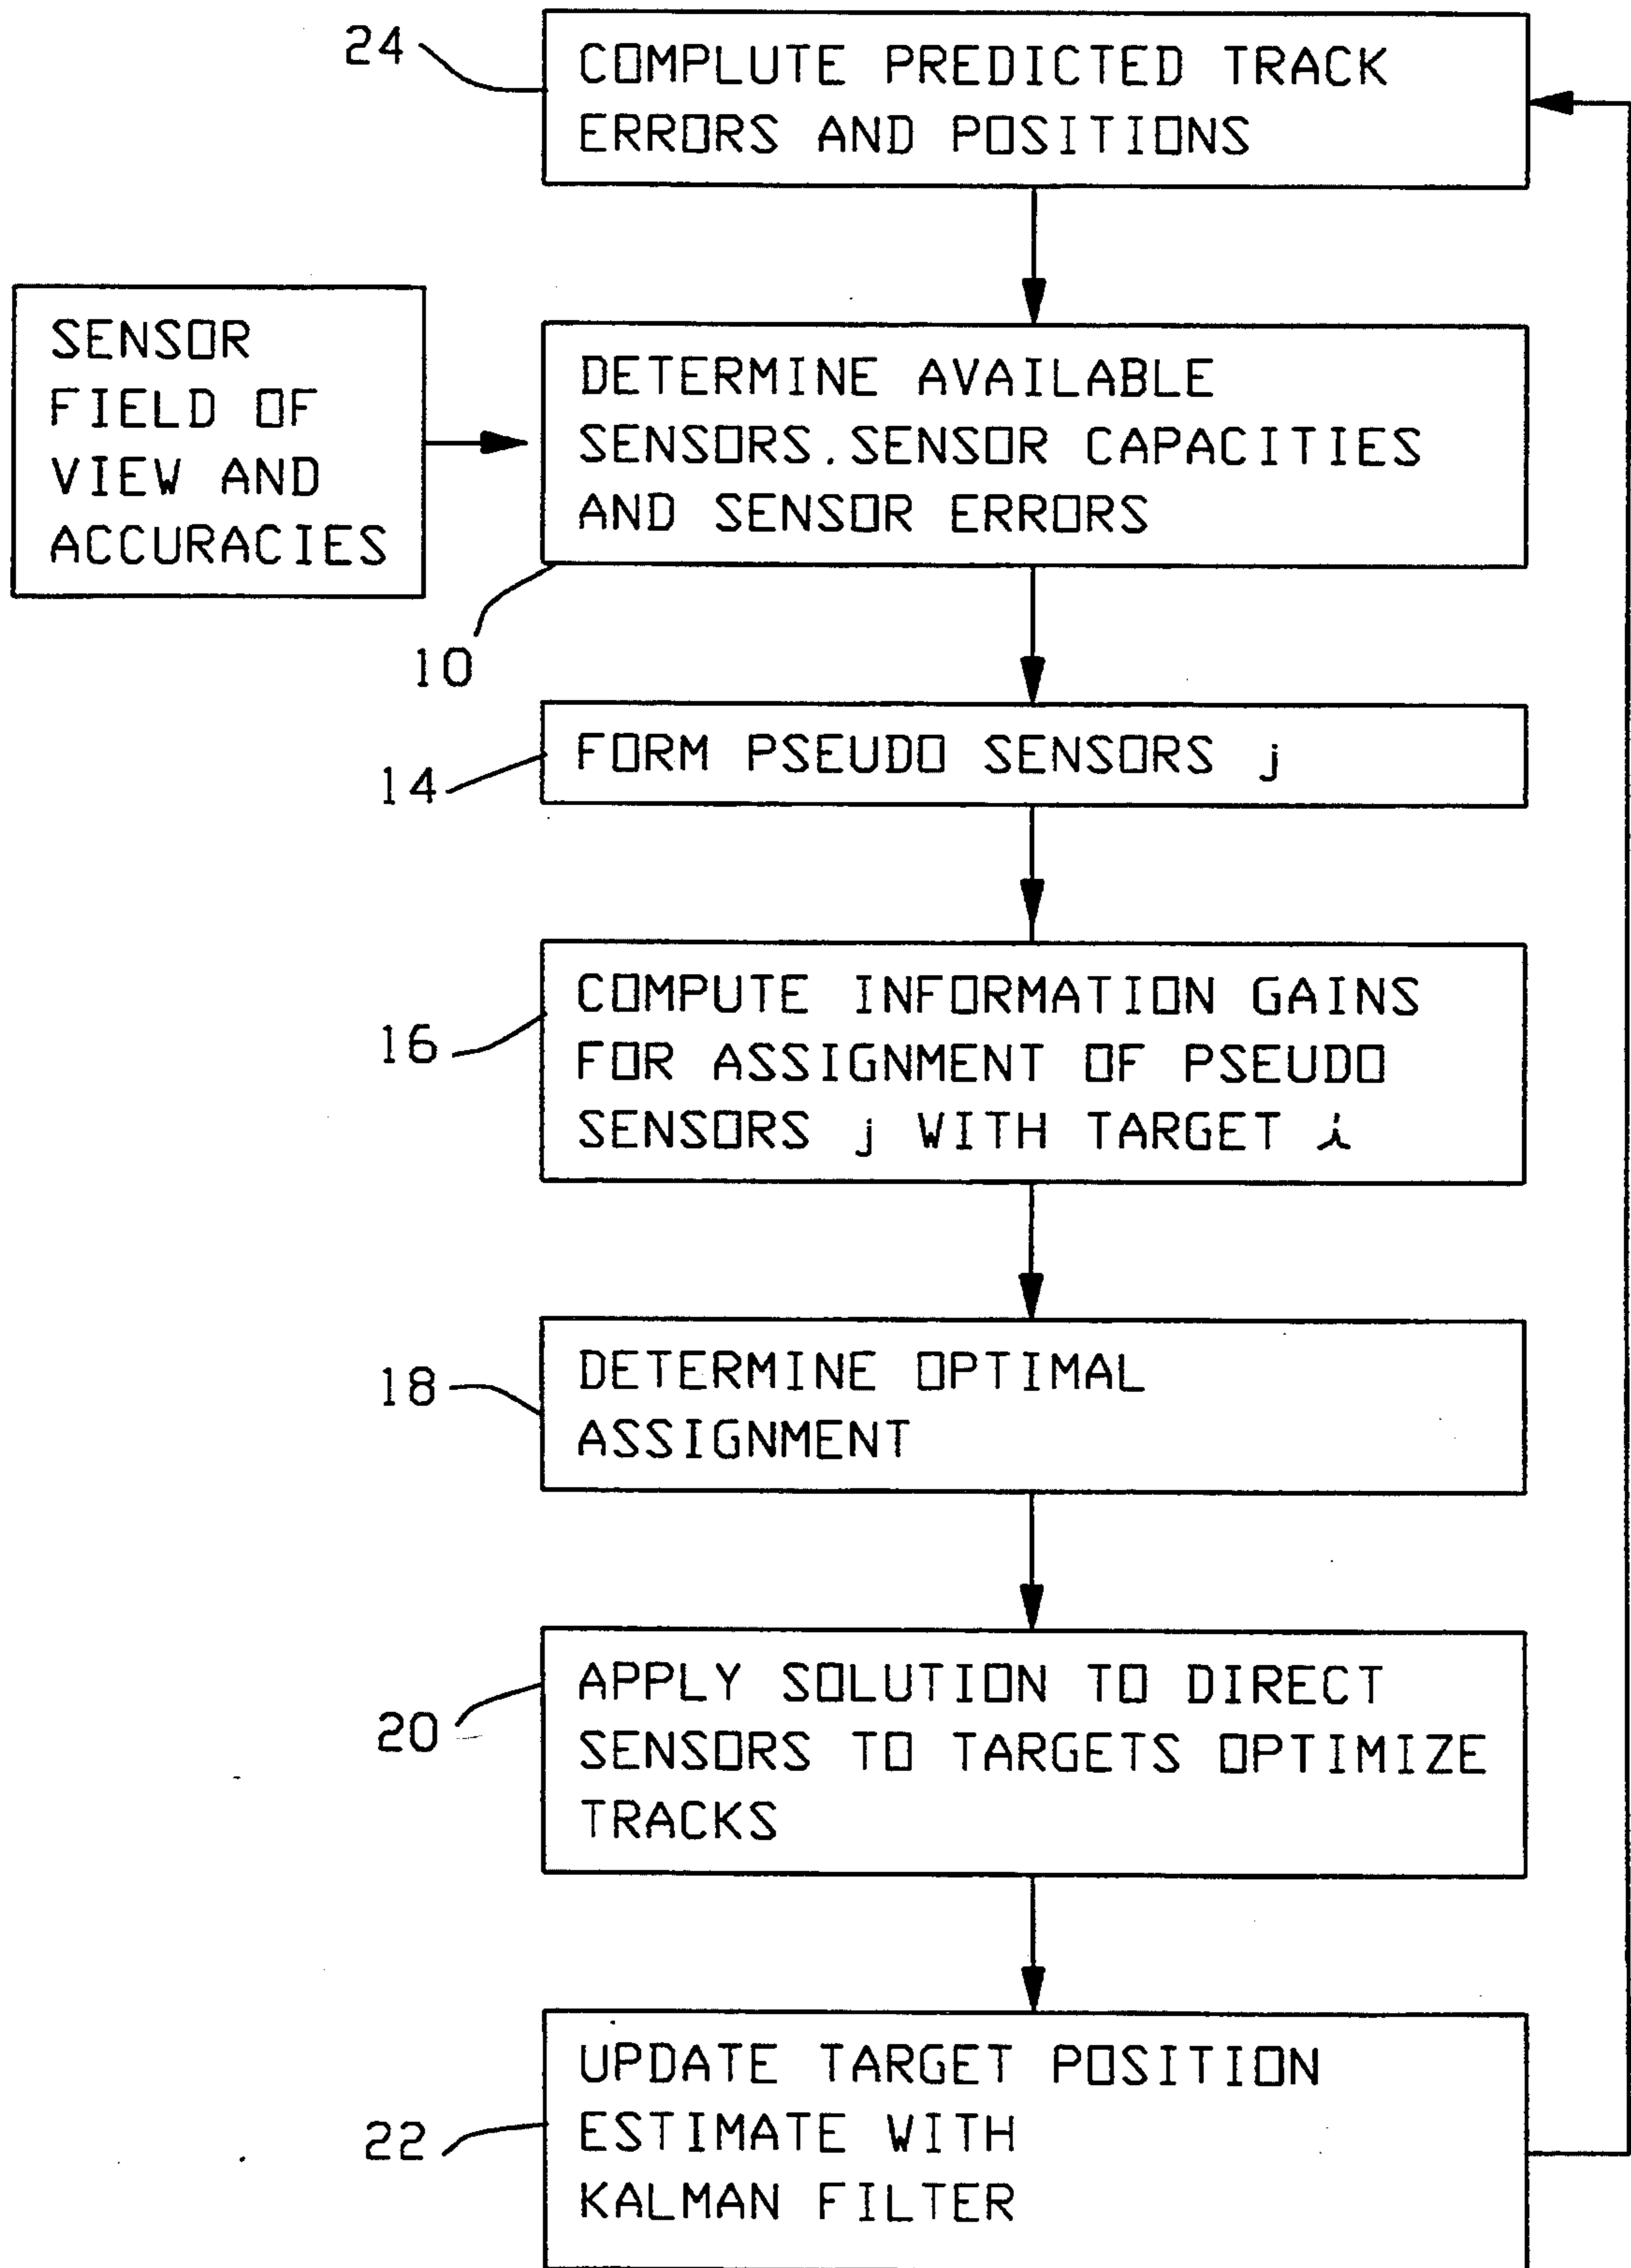 24
COMPLUTE PREDICTED TRACK
ERRORS AND POSITIONS
SENSOR
FIELD OF
VIEW AND
ACCURACIES
DETERMINE AVAILABLE
SENSORS.SENSOR CAPACITIES
AND SENSOR ERRORS
10
14
FORM PSEUDO SENSORS j
16
COMPUTE INFORMATION GAINS
FOR ASSIGNMENT OF PSEUDO
SENSORS j WITH TARGET i
18
DETERMINE OPTIMAL
ASSIGNMENT
20
APPLY SOLUTION TO DIRECT
SENSORS TO TARGETS OPTIMIZE
TRACKS
22
UPDATE TARGET POSITION
ESTIMATE WITH
KALMAN FILTER